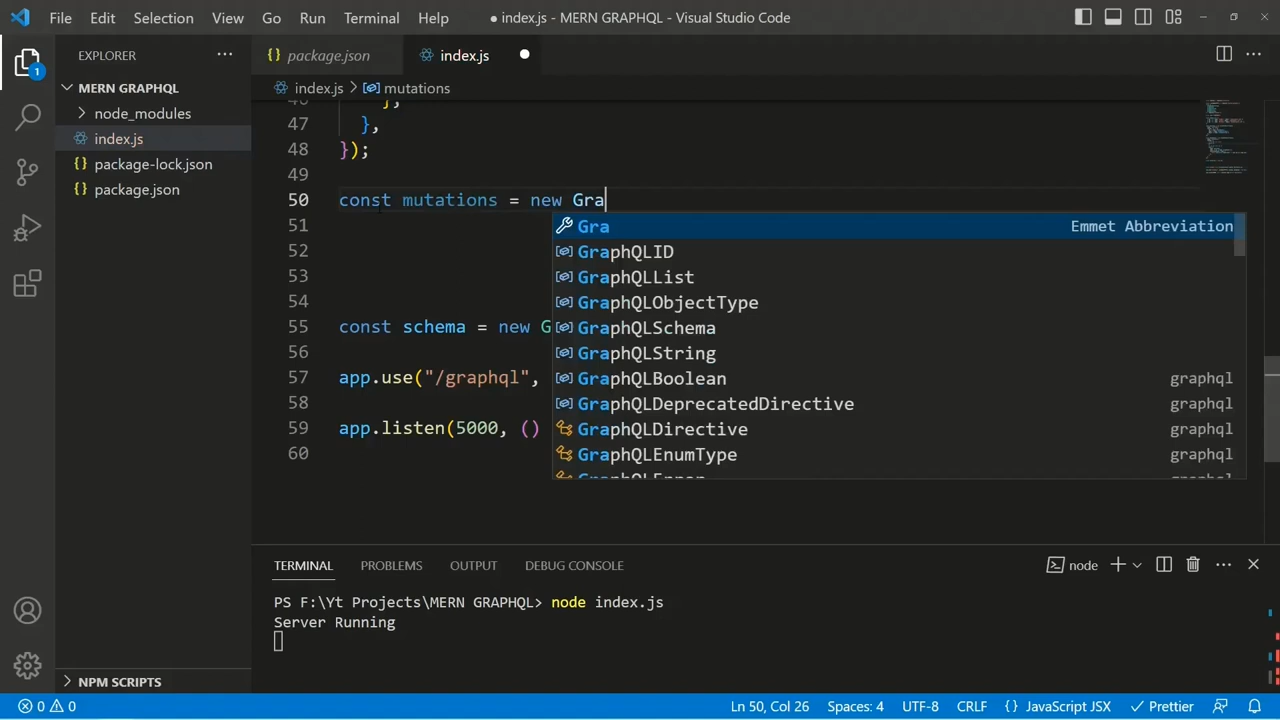 File Edit Selection View Go Run Terminal Help ● index.js - MERN GRAPHQL - Visual Studio Code
EXPLORER ···
1
MERN GRAPHQL
node_modules
index.js
{} package-lock.json
{} package.json
NPM SCRIPTS
{} package.json index.js ●
index.js > mutations
47 },
48 });
49
50 const mutations = new Gra
51
52
53
54
55 const schema = new G
56
57 app.use("/graphql",
58
59 app.listen(5000, ()
60
Gra Emmet Abbreviation
GraphQLID
GraphQLList
GraphQLObjectType
GraphQLSchema
GraphQLString
GraphQLBoolean graphql
GraphQLDeprecatedDirective graphql
GraphQLDirective graphql
GraphQLEnumType graphql
TERMINAL PROBLEMS OUTPUT DEBUG CONSOLE node
PS F:\Yt Projects\MERN GRAPHQL> node index.js
Server Running
0 0 Ln 50, Col 26 Spaces: 4 UTF-8 CRLF {} JavaScript JSX Prettier